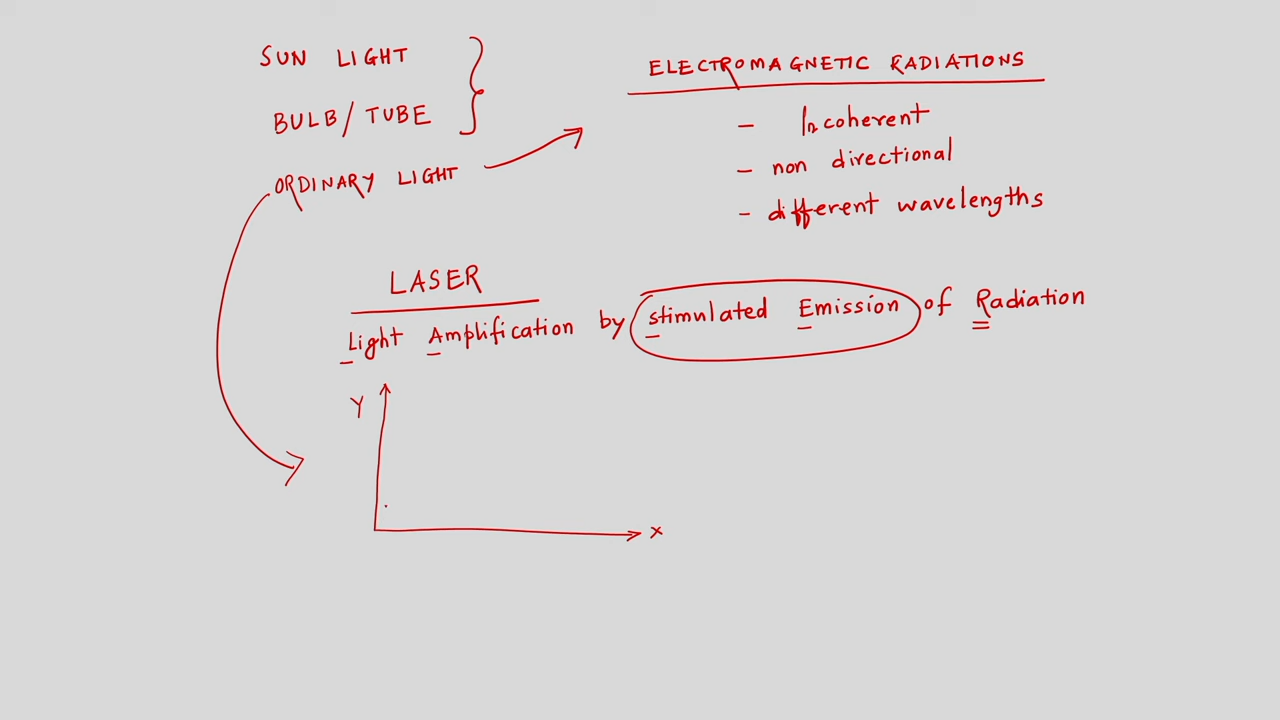 SUN LIGHT
BULB/TUBE
ORDINARY LIGHT
ELECTROMAGNETIC RADIATIONS
- Incoherent
- non directional
- different wavelengths
LASER
Light Amplification by stimulated Emission of Radiation
Y
X